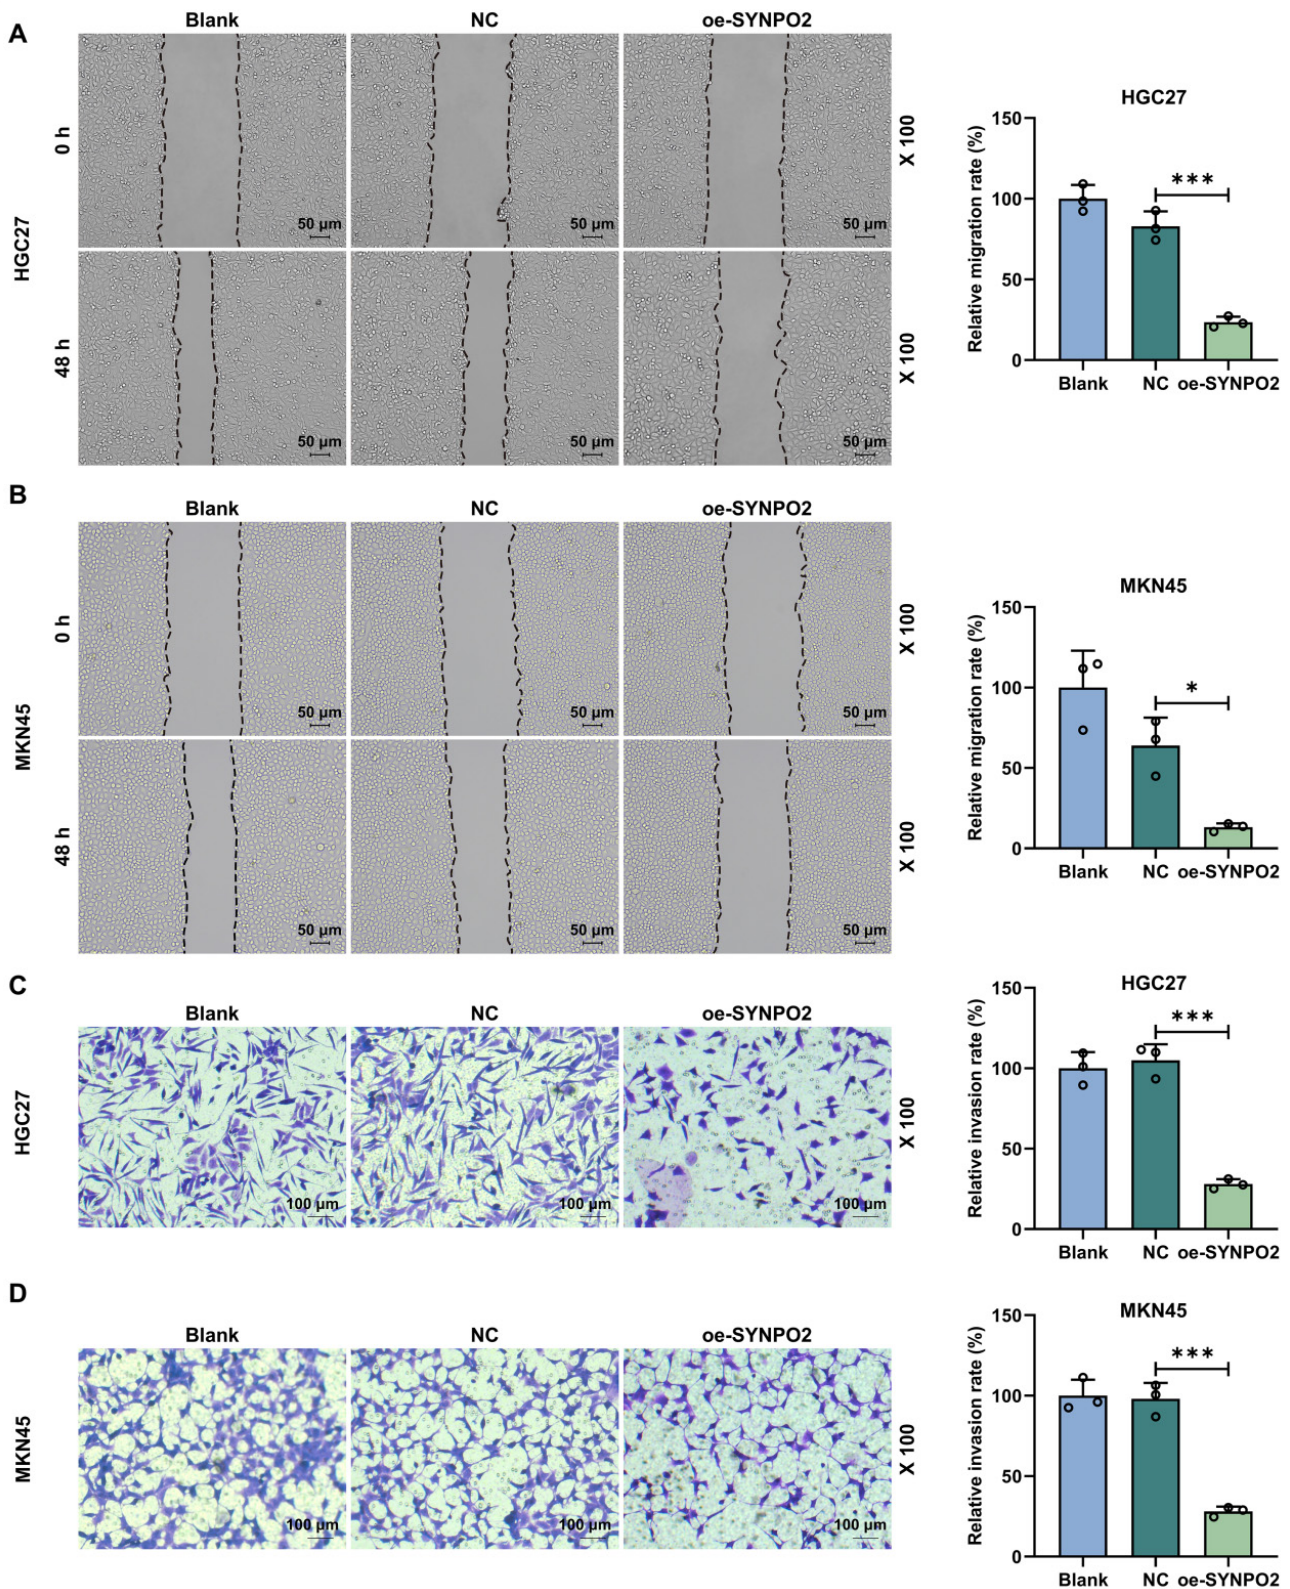 A
Blank NC oe-SYNPO2
HGC27
0 h
50 µm 50 µm 50 µm
X 100
48 h
50 µm 50 µm 50 µm
X 100
HGC27
Relative migration rate (%)
150
100
50
0
***
Blank NC oe-SYNPO2
B
Blank NC oe-SYNPO2
MKN45
0 h
50 µm 50 µm 50 µm
X 100
48 h
50 µm 50 µm 50 µm
X 100
MKN45
Relative migration rate (%)
150
100
50
0
*
Blank NC oe-SYNPO2
C
Blank NC oe-SYNPO2
HGC27
100 µm 100 µm 100 µm
X 100
HGC27
Relative invasion rate (%)
150
100
50
0
***
Blank NC oe-SYNPO2
D
Blank NC oe-SYNPO2
MKN45
100 µm 100 µm 100 µm
X 100
MKN45
Relative invasion rate (%)
150
100
50
0
***
Blank NC oe-SYNPO2